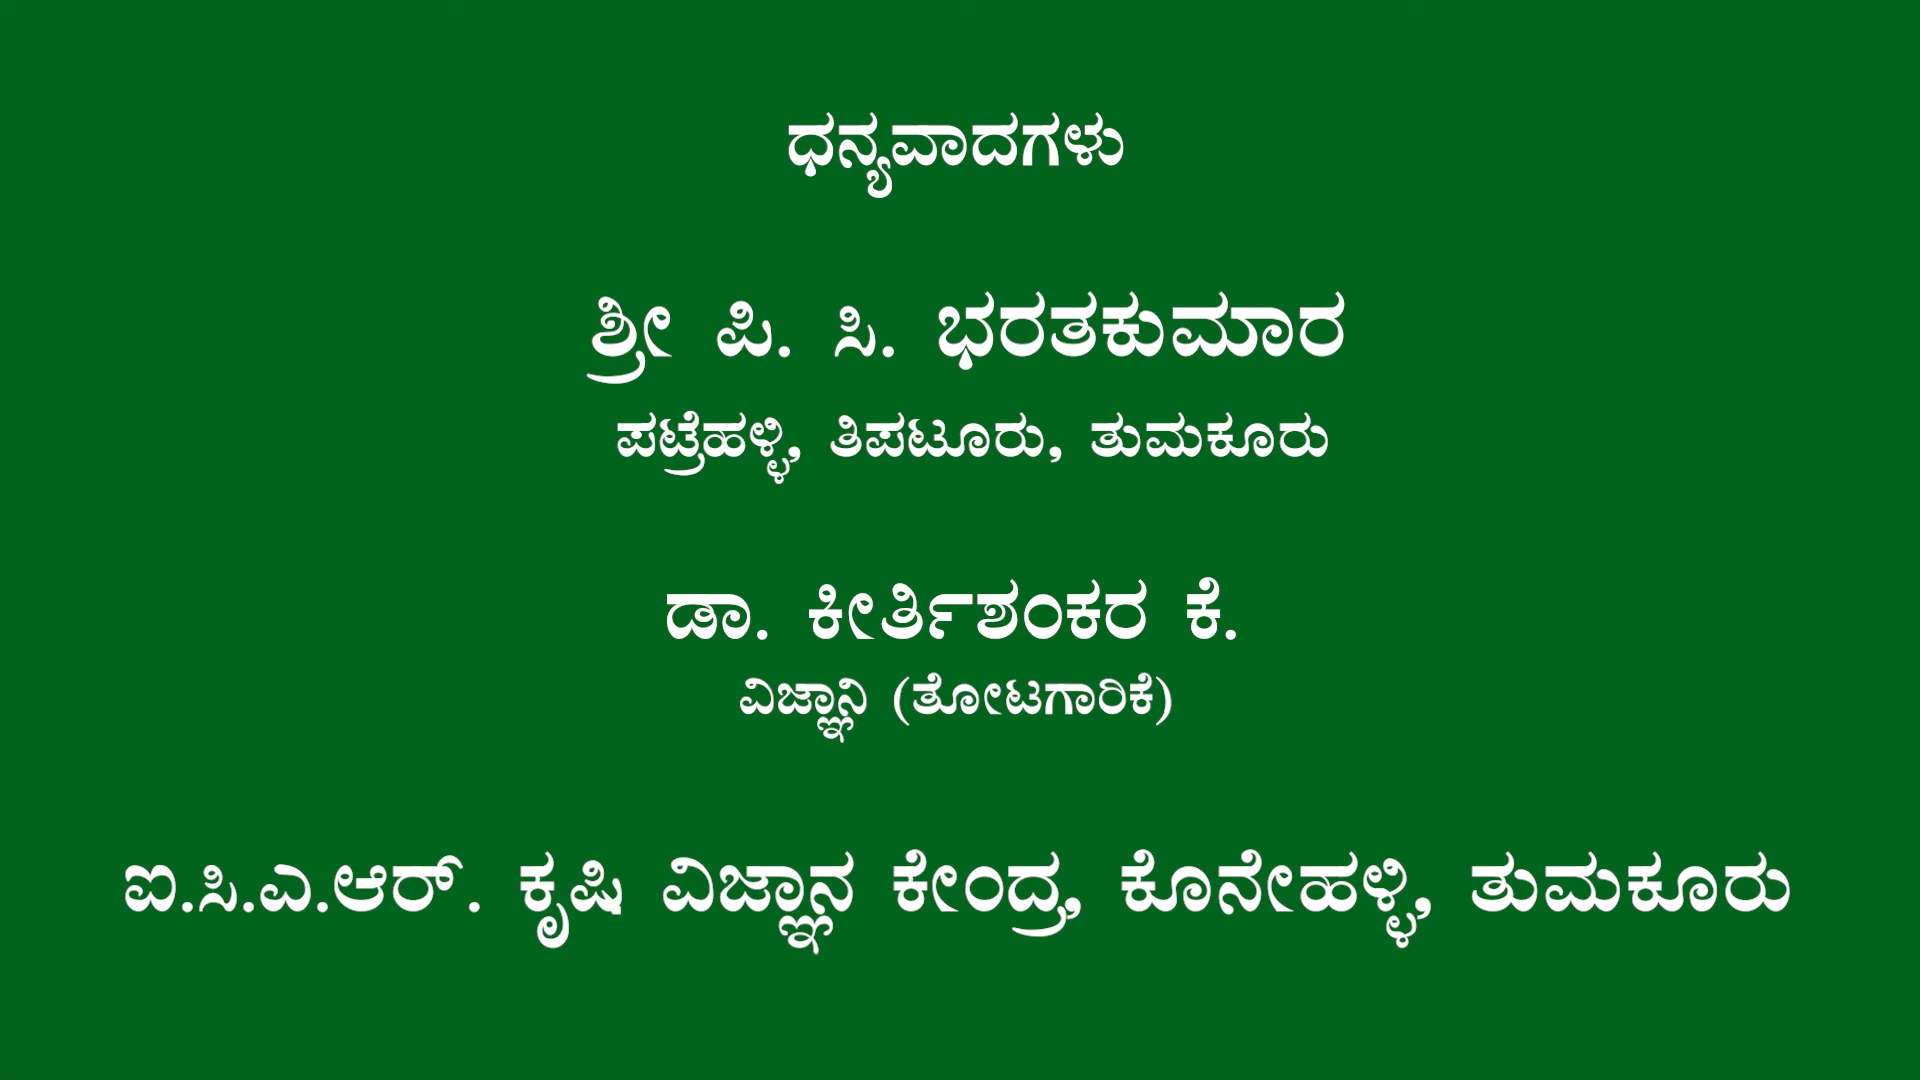 ಧನ್ಯವಾದಗಳು
ಶ್ರೀ ಪಿ. ಸಿ. ಭರತಕುಮಾರ
ಪಟ್ರೆಹಳ್ಳಿ, ತಿಪಟೂರು, ತುಮಕೂರು
ಡಾ. ಕೀರ್ತಿಶಂಕರ ಕೆ.
ವಿಜ್ಞಾನಿ (ತೋಟಗಾರಿಕೆ)
ಐ.ಸಿ.ಎ.ಆರ್. ಕೃಷಿ ವಿಜ್ಞಾನ ಕೇಂದ್ರ, ಕೊನೇಹಳ್ಳಿ, ತುಮಕೂರು